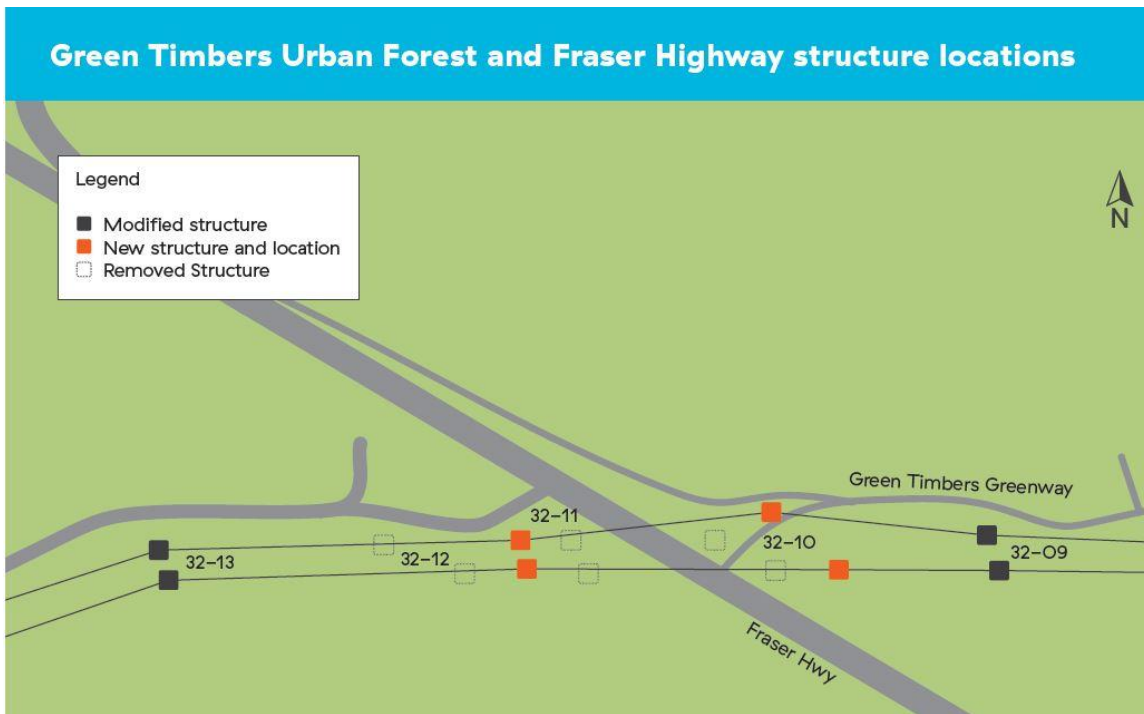 Green Timbers Urban Forest and Fraser Highway structure locations
Legend
Modified structure
New structure and location
Removed Structure
N
Green Timbers Greenway
32-11
32-13
32-12
32-10
32-09
Fraser Hwy